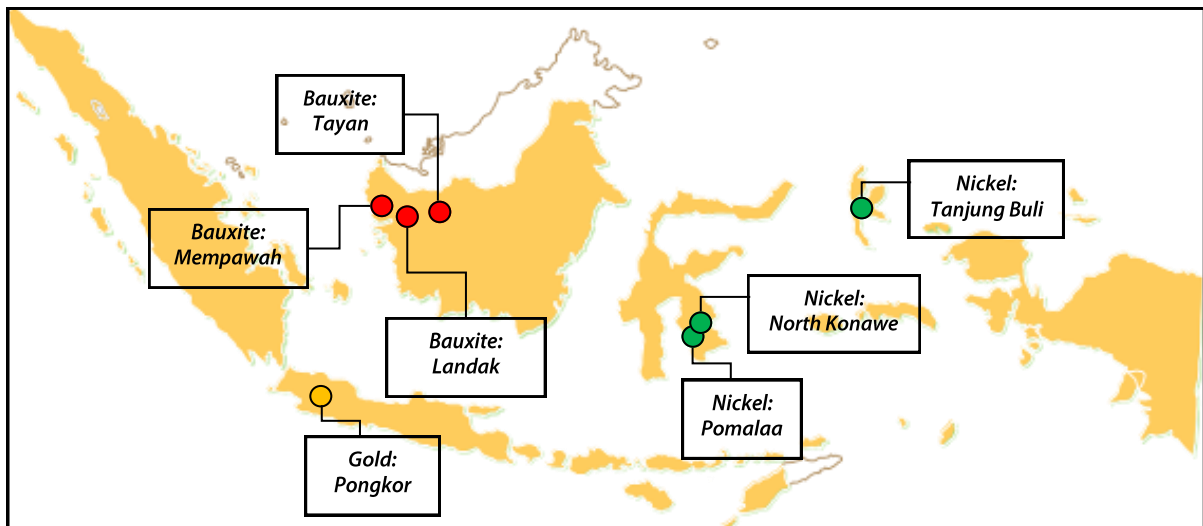 Bauxite:
Tayan
Nickel:
Tanjung Buli
Bauxite:
Mempawah
Nickel:
North Konawe
Bauxite:
Landak
Nickel:
Pomalaa
Gold:
Pongkor